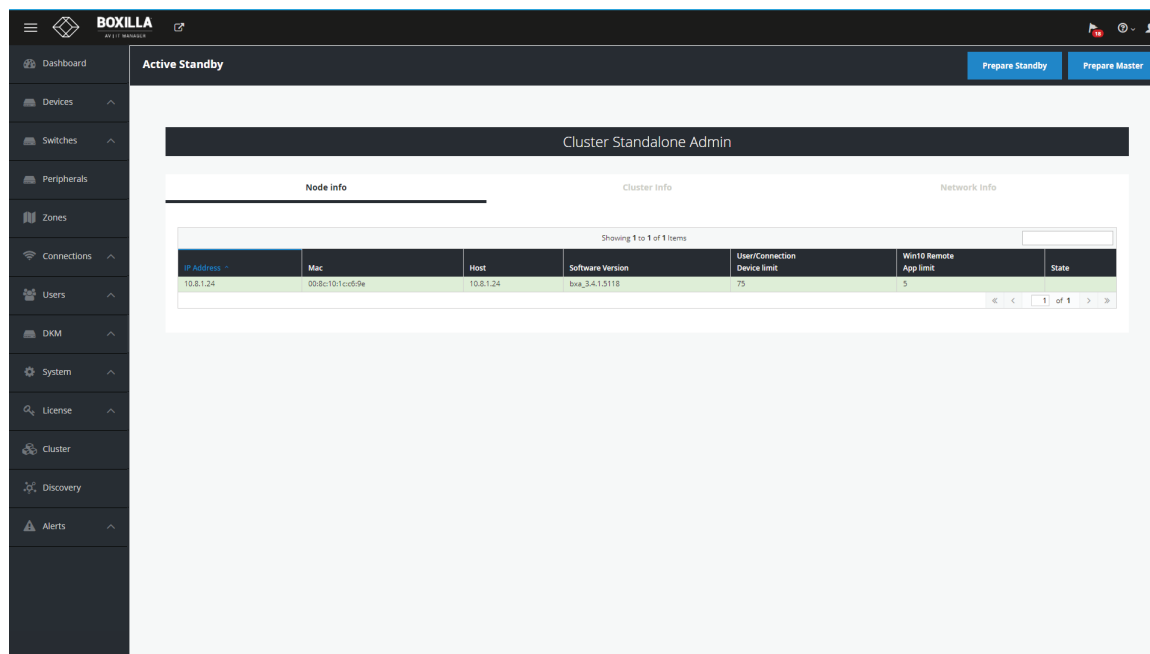 BOXILLA
AV | IT MANAGER
18
Dashboard
Devices
Switches
Peripherals
Zones
Connections
Users
DKM
System
License
Cluster
Discovery
Alerts
Active Standby
Prepare Standby
Prepare Master
Cluster Standalone Admin
Node info
Cluster Info
Network Info
Showing 1 to 1 of 1 Items
IP Address
Mac
Host
Software Version
User/Connection
Device limit
Win10 Remote
App limit
State
10.8.1.24
00:8c:10:1c:c6:9e
10.8.1.24
bxa_3.4.1.5118
75
5
1 of 1